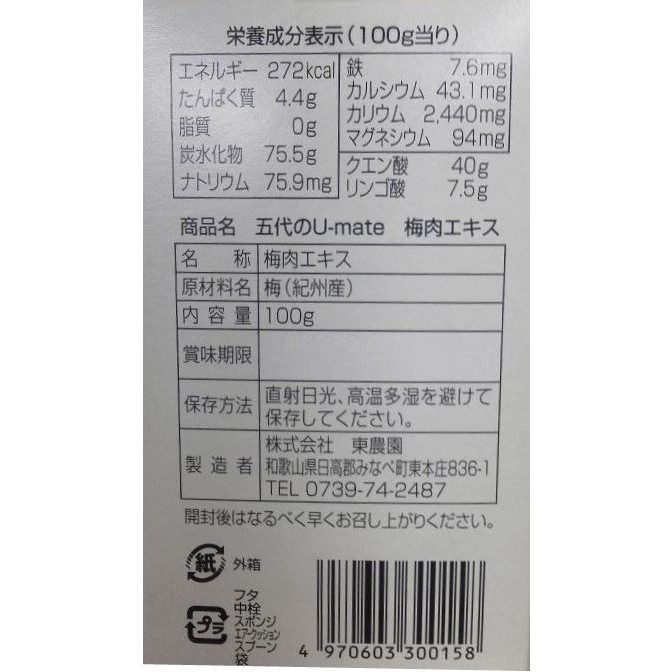 栄養成分表示(100g当り)
エネルギー 272kcal
たんぱく質 4.4g
脂質 0g
炭水化物 75.5g
ナトリウム 75.9mg
鉄 7.6mg
カルシウム 43.1mg
カリウム 2,440mg
マグネシウム 94mg
クエン酸 40g
リンゴ酸 7.5g
商品名 五代のU-mate 梅肉エキス
名称 梅肉エキス
原材料名 梅(紀州産)
内容量 100g
賞味期限
保存方法 直射日光、高温多湿を避けて
保存してください。
製造者 株式会社 東農園
和歌山県日高郡みなべ町東本庄836-1
TEL 0739-74-2487
開封後はなるべく早くお召し上がりください。
紙 外箱
プラ
フタ
中栓
スポンジ
エアークッション
スプーン
袋
4 970603 300158